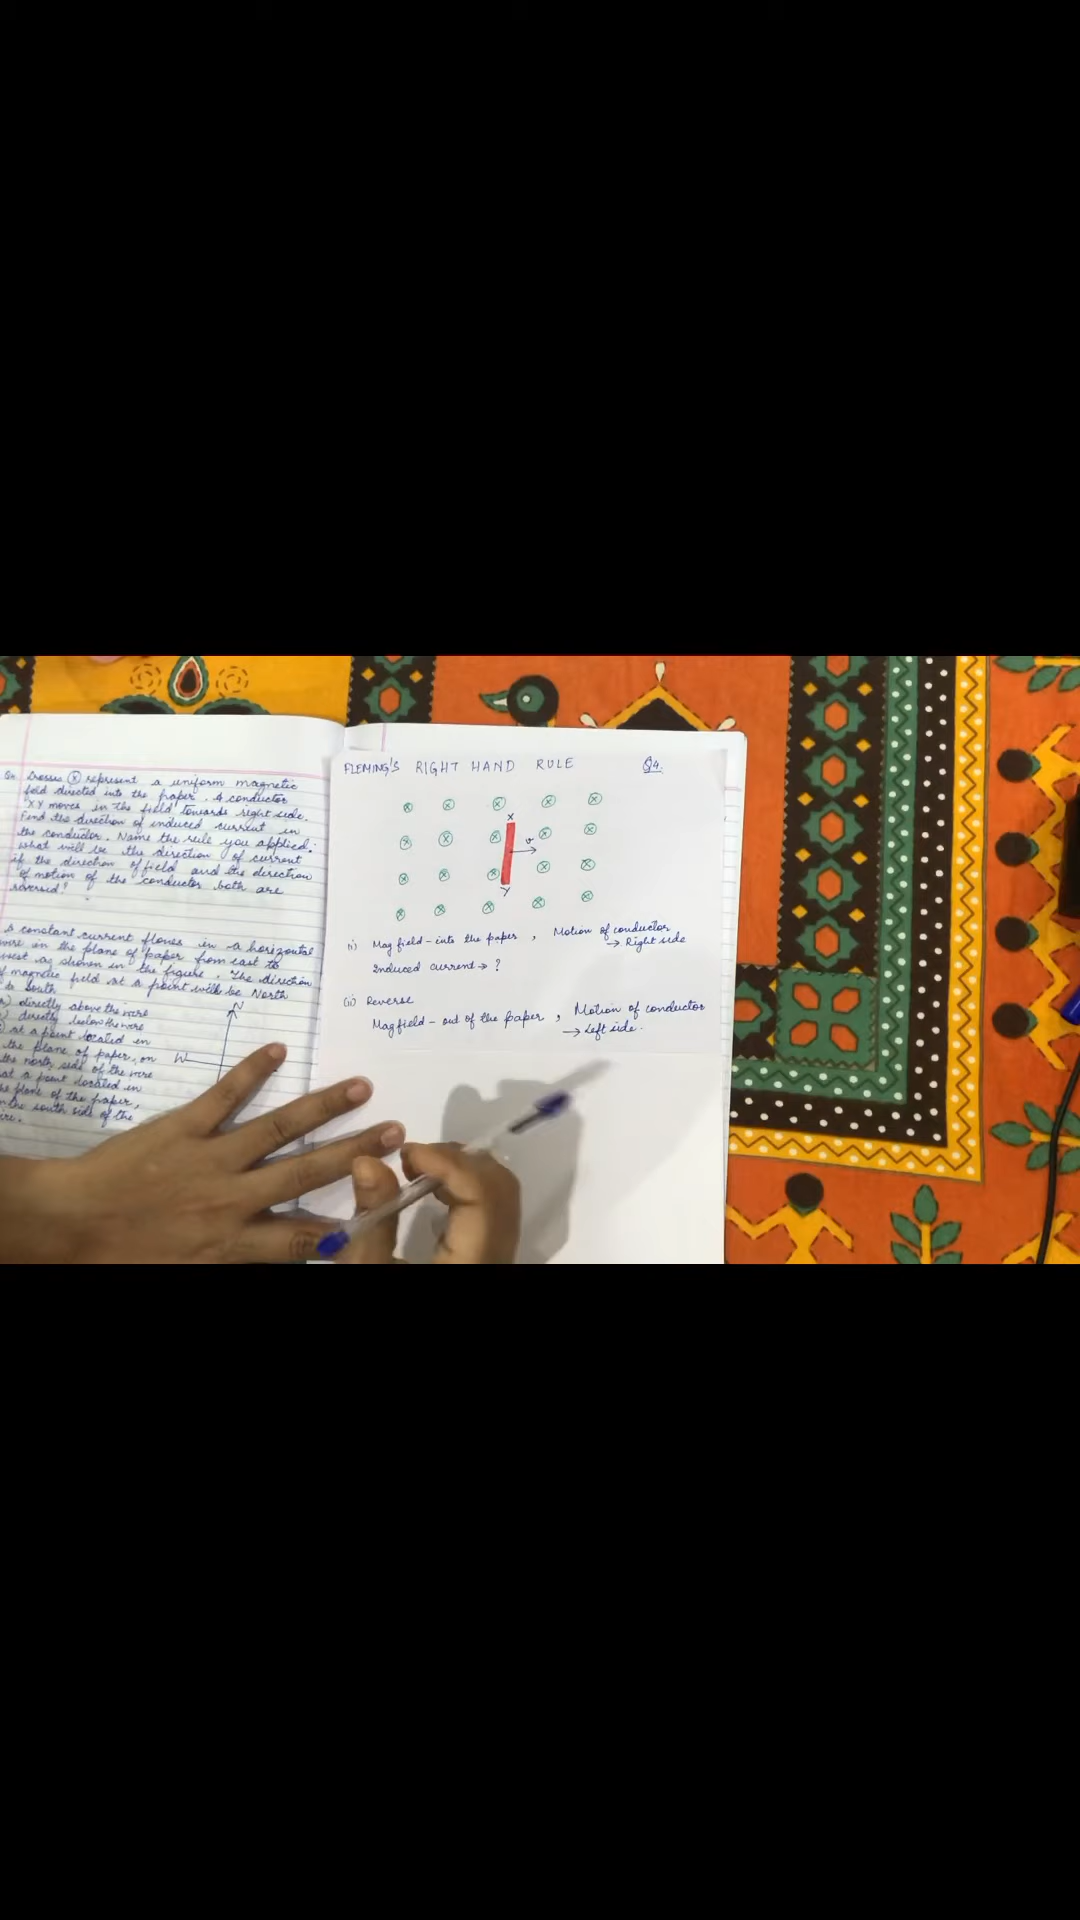 Q4. Crosses ⓧ represent a uniform magnetic
field directed into the paper. A conductor
XY moves in the field towards right side.
Find the direction of induced current in
the conductor. Name the rule you applied.
What will be the direction of current
if the direction of field and the direction
of motion of the conductor both are
reversed?
A constant current flows in a horizontal
wire in the plane of paper from east to
west as shown in the figure. The direction
of magnetic field at a point will be North
to south
directly above the wire
directly below the wire
at a point located in
the plane of paper, on
the north side of the wire
at a point located in
the plane of the paper,
on the south side of the
wire.
N
W
FLEMING'S RIGHT HAND RULE Q4.
X
v
Y
(i) Mag field - into the paper, Motion of conductor
→ Right side
Induced current → ?
(ii) Reverse
Mag field - out of the paper, Motion of conductor
→ Left side.